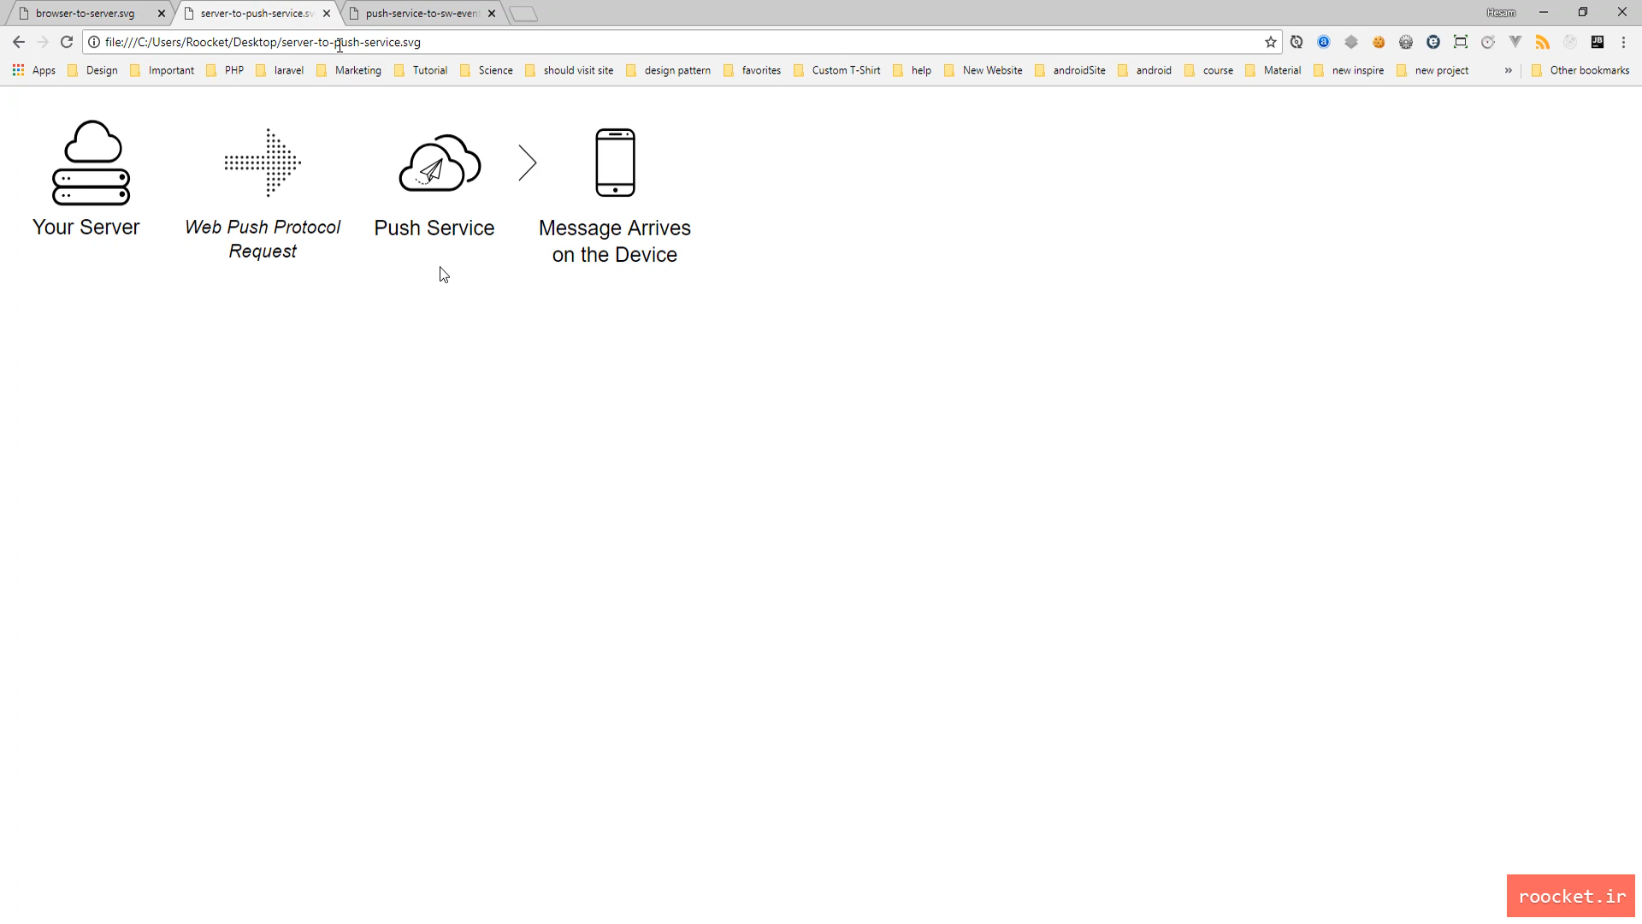 browser-to-server.svg
server-to-push-service.sv
push-service-to-sw-even
Hesam
file:///C:/Users/Roocket/Desktop/server-to-push-service.svg
Apps Design Important PHP laravel Marketing Tutorial Science should visit site design pattern favorites Custom T-Shirt help New Website androidSite android course Material new inspire new project » Other bookmarks
Your Server
Web Push Protocol
Request
Push Service
Message Arrives
on the Device
roocket.ir